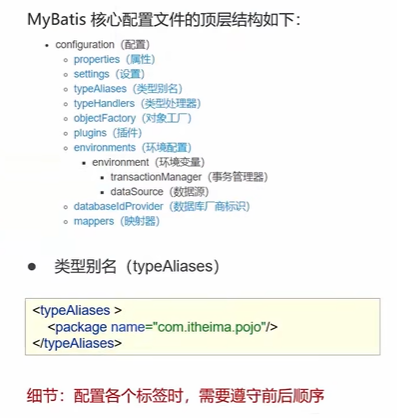 MyBatis 核心配置文件的顶层结构如下：
configuration（配置）
properties（属性）
settings（设置）
typeAliases（类型别名）
typeHandlers（类型处理器）
objectFactory（对象工厂）
plugins（插件）
environments（环境配置）
environment（环境变量）
transactionManager（事务管理器）
dataSource（数据源）
databaseIdProvider（数据库厂商标识）
mappers（映射器）
类型别名（typeAliases）
<typeAliases >
<package name="com.itheima.pojo"/>
</typeAliases>
细节：配置各个标签时，需要遵守前后顺序